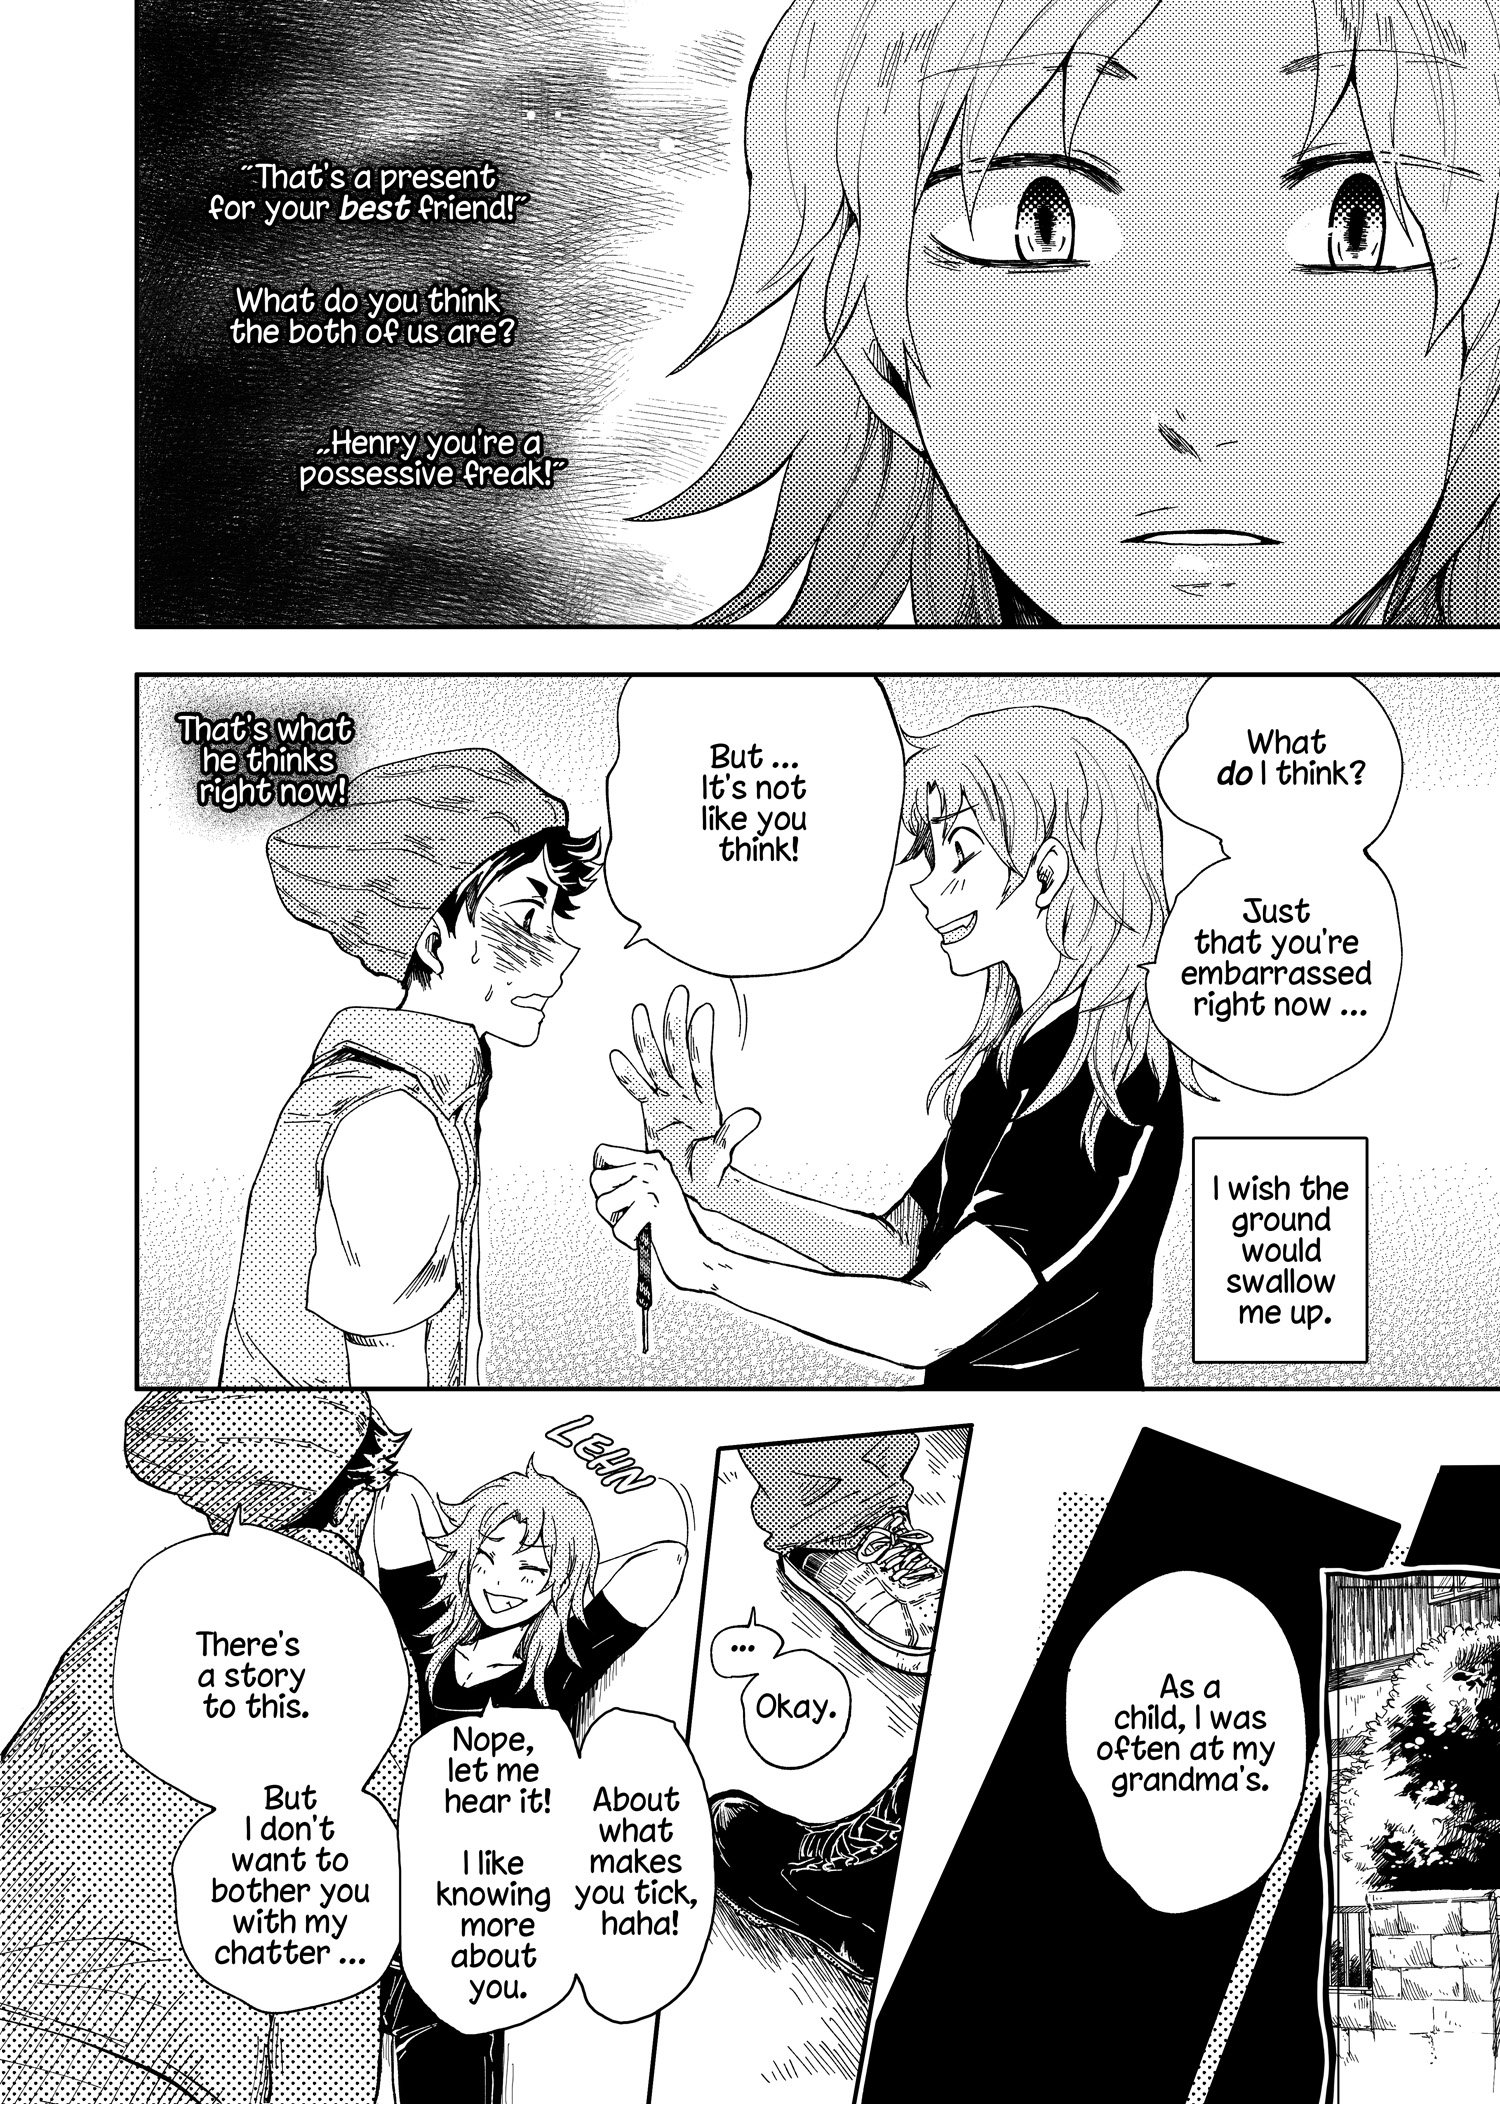 "That's a present
for your best friend!"
What do you think
the both of us are?
„Henry you're a
possessive freak!"
That's what
he thinks
right now!
But ...
It's not
like you
think!
What
do I think?
Just
that you're
embarrassed
right now ...
I wish the
ground
would
swallow
me up.
There's
a story
to this.
But
I don't
want to
bother you
with my
chatter ...
LEHN
Nope,
let me
hear it!
I like
knowing
more
about
you.
About
what
makes
you tick,
haha!
...
Okay.
As a
child, I was
often at my
grandma's.